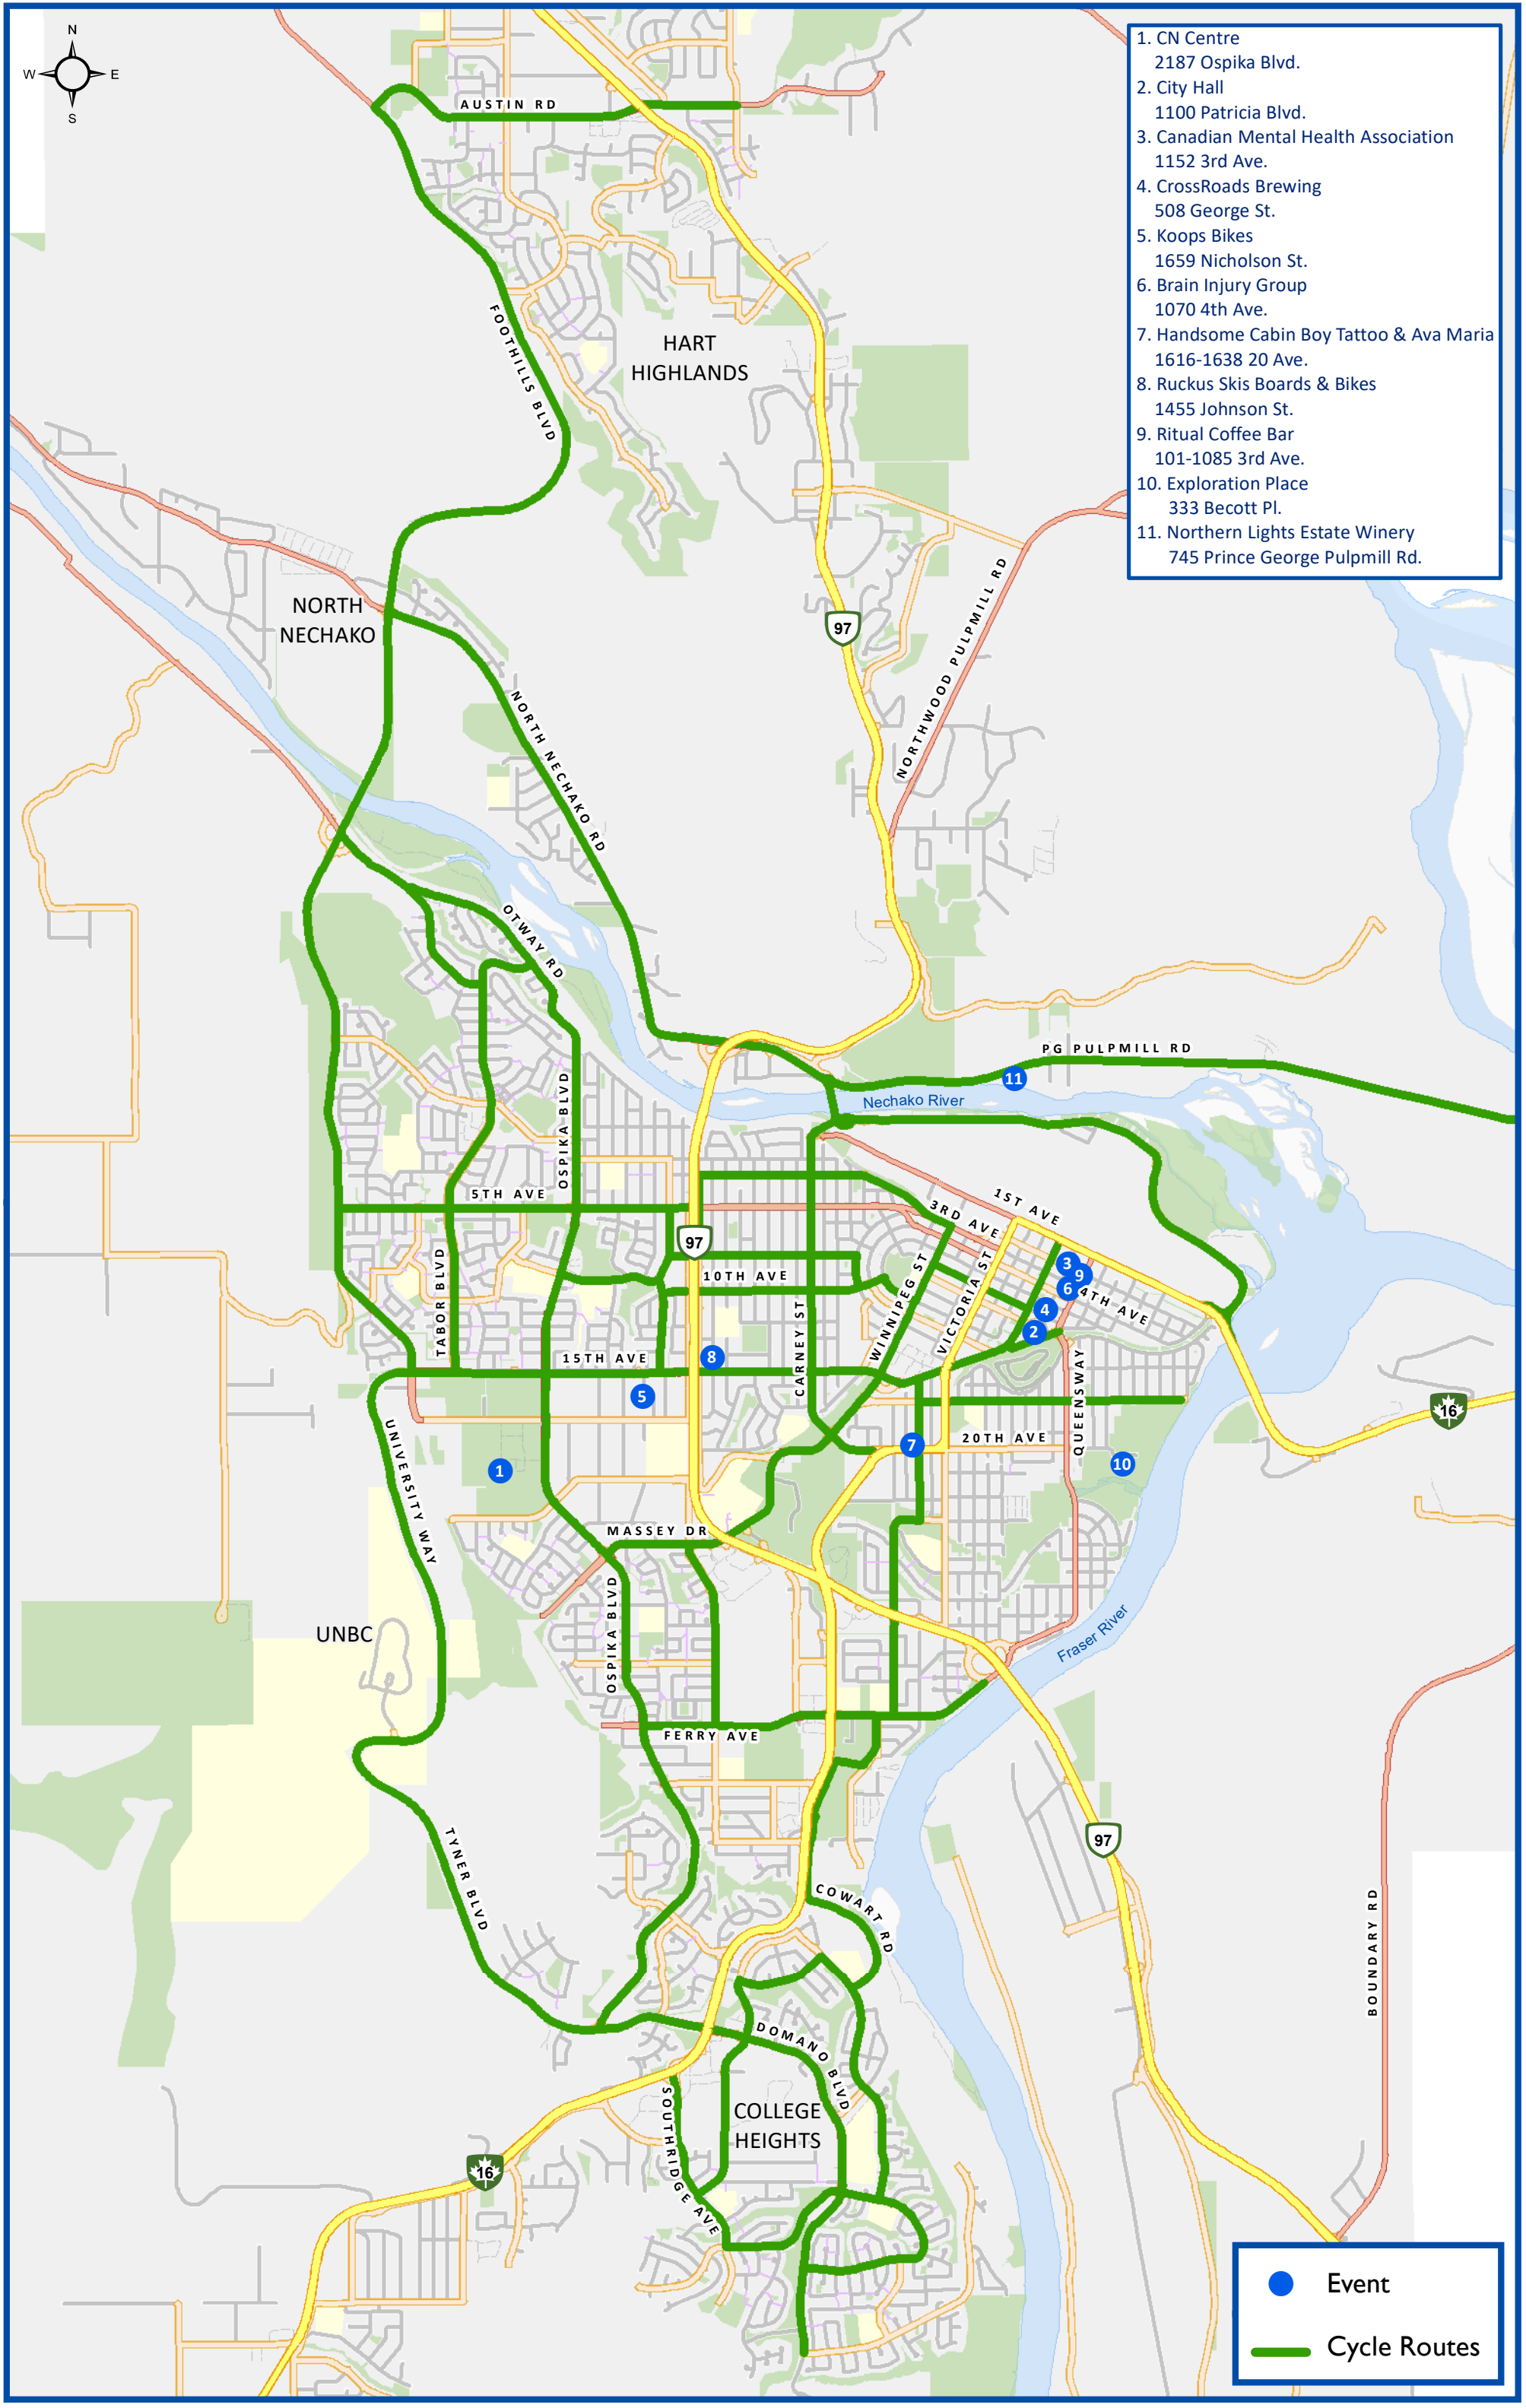 N
W
E
S
1. CN Centre
2187 Ospika Blvd.
2. City Hall
1100 Patricia Blvd.
3. Canadian Mental Health Association
1152 3rd Ave.
4. CrossRoads Brewing
508 George St.
5. Koops Bikes
1659 Nicholson St.
6. Brain Injury Group
1070 4th Ave.
7. Handsome Cabin Boy Tattoo & Ava Maria
1616-1638 20 Ave.
8. Ruckus Skis Boards & Bikes
1455 Johnson St.
9. Ritual Coffee Bar
101-1085 3rd Ave.
10. Exploration Place
333 Becott Pl.
11. Northern Lights Estate Winery
745 Prince George Pulpmill Rd.
AUSTIN RD
FOOTHILLS BLVD
HART
HIGHLANDS
NORTH
NECHAKO
97
NORTHWOOD PULPMILL RD
NORTH NECHAKO RD
OTWAY RD
PG PULPMILL RD
11
Nechako River
OSPIKA BLVD
5TH AVE
1ST AVE
3RD AVE
97
3
9
6
4TH AVE
4
2
10TH AVE
TABOR BLVD
WINNIPEG ST
VICTORIA ST
15TH AVE
8
CARNEY ST
5
QUEENSWAY
16
UNIVERSITY WAY
7
20TH AVE
10
1
MASSEY DR
OSPIKA BLVD
UNBC
Fraser River
FERRY AVE
97
TYNER BLVD
COWART RD
BOUNDARY RD
DOMANO BLVD
SOUTHRIDGE AVE
COLLEGE
HEIGHTS
16
Event
Cycle Routes